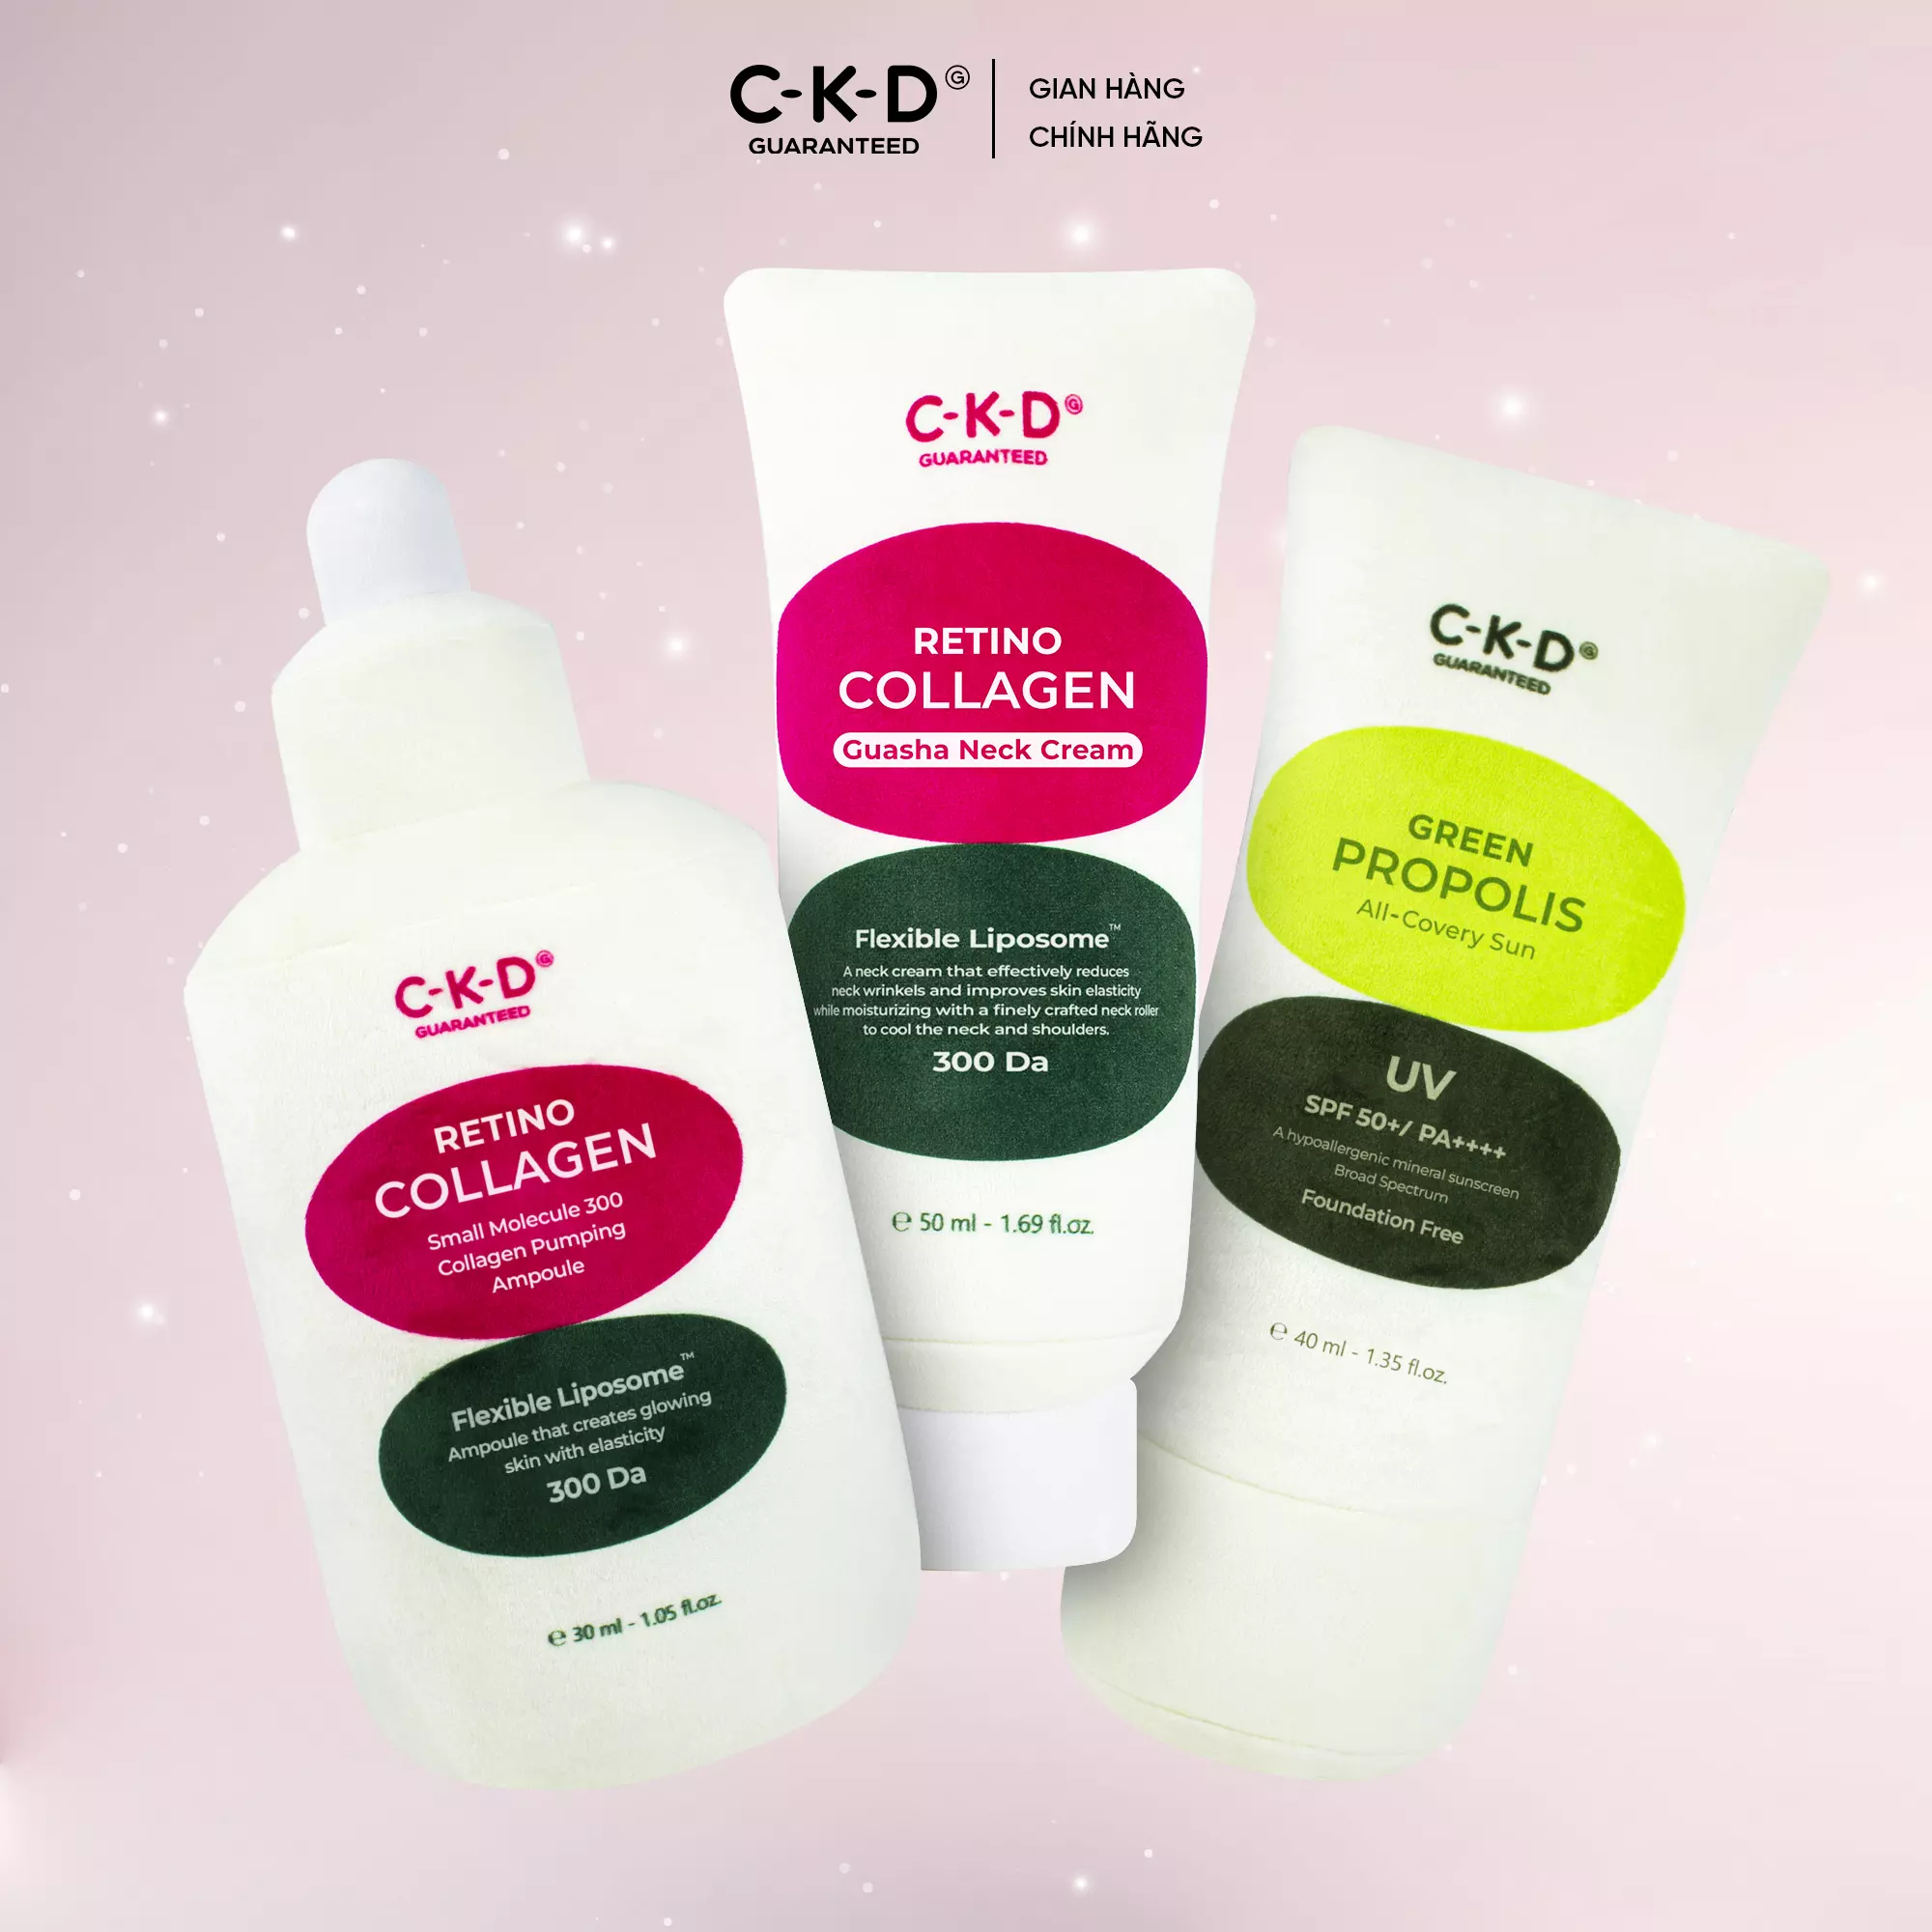 C-K-D G
GUARANTEED
GIAN HÀNG
CHÍNH HÃNG
C-K-D G
GUARANTEED
RETINO
COLLAGEN
Small Molecule 300
Collagen Pumping
Ampoule
Flexible Liposome™
Ampoule that creates glowing
skin with elasticity
300 Da
℮ 30 ml - 1.05 fl.oz.
C-K-D G
GUARANTEED
RETINO
COLLAGEN
Guasha Neck Cream
Flexible Liposome™
A neck cream that effectively reduces
neck wrinkels and improves skin elasticity
while moisturizing with a finely crafted neck roller
to cool the neck and shoulders.
300 Da
℮ 50 ml - 1.69 fl.oz.
C-K-D G
GUARANTEED
GREEN
PROPOLIS
All-Covery Sun
UV
SPF 50+/ PA++++
A hypoallergenic mineral sunscreen
Broad Spectrum
Foundation Free
℮ 40 ml - 1.35 fl.oz.